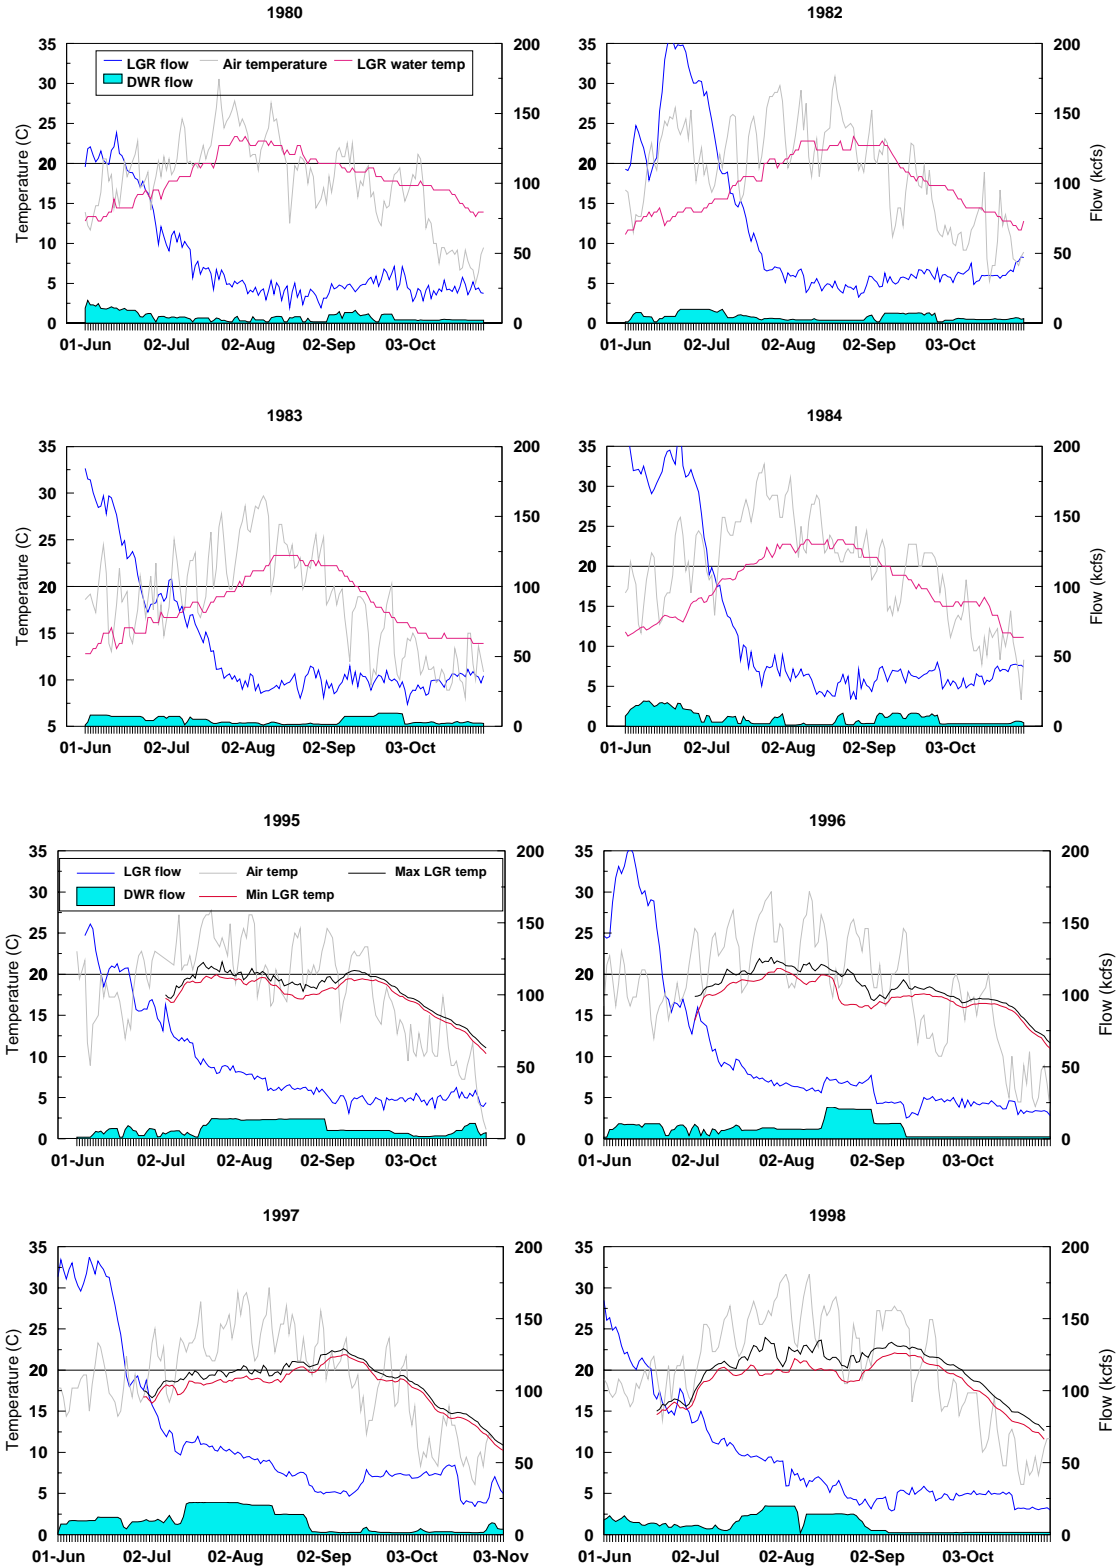 1980
1982
35
30
25
20
15
10
5
0
200
150
100
50
0
LGR flow
Air temperature
LGR water temp
DWR flow
Temperature (C)
01-Jun
02-Jul
02-Aug
02-Sep
03-Oct
35
30
25
20
15
10
5
0
200
150
100
50
0
Flow (kcfs)
01-Jun
02-Jul
02-Aug
02-Sep
03-Oct
1983
1984
35
30
25
20
15
10
5
200
150
100
50
0
Temperature (C)
01-Jun
02-Jul
02-Aug
02-Sep
03-Oct
35
30
25
20
15
10
5
0
200
150
100
50
0
Flow (kcfs)
01-Jun
02-Jul
02-Aug
02-Sep
03-Oct
1995
1996
35
30
25
20
15
10
5
0
200
150
100
50
0
LGR flow
Air temp
Max LGR temp
DWR flow
Min LGR temp
Temperature (C)
01-Jun
02-Jul
02-Aug
02-Sep
03-Oct
35
30
25
20
15
10
5
0
200
150
100
50
0
Flow (kcfs)
01-Jun
02-Jul
02-Aug
02-Sep
03-Oct
1997
1998
35
30
25
20
15
10
5
0
200
150
100
50
0
Temperature (C)
01-Jun
02-Jul
02-Aug
02-Sep
03-Oct
03-Nov
35
30
25
20
15
10
5
0
200
150
100
50
0
Flow (kcfs)
01-Jun
02-Jul
02-Aug
02-Sep
03-Oct